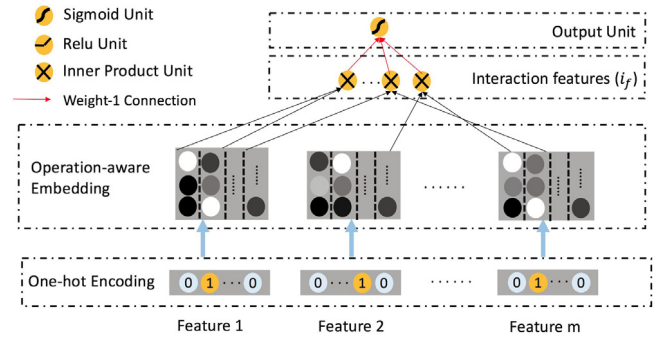 Sigmoid Unit
Relu Unit
Inner Product Unit
Weight-1 Connection
Output Unit
Interaction features (i_f)
Operation-aware
Embedding
One-hot Encoding
0 1 ... 0
0 ... 1 0
......
0 1 ... 0
Feature 1
Feature 2
Feature m